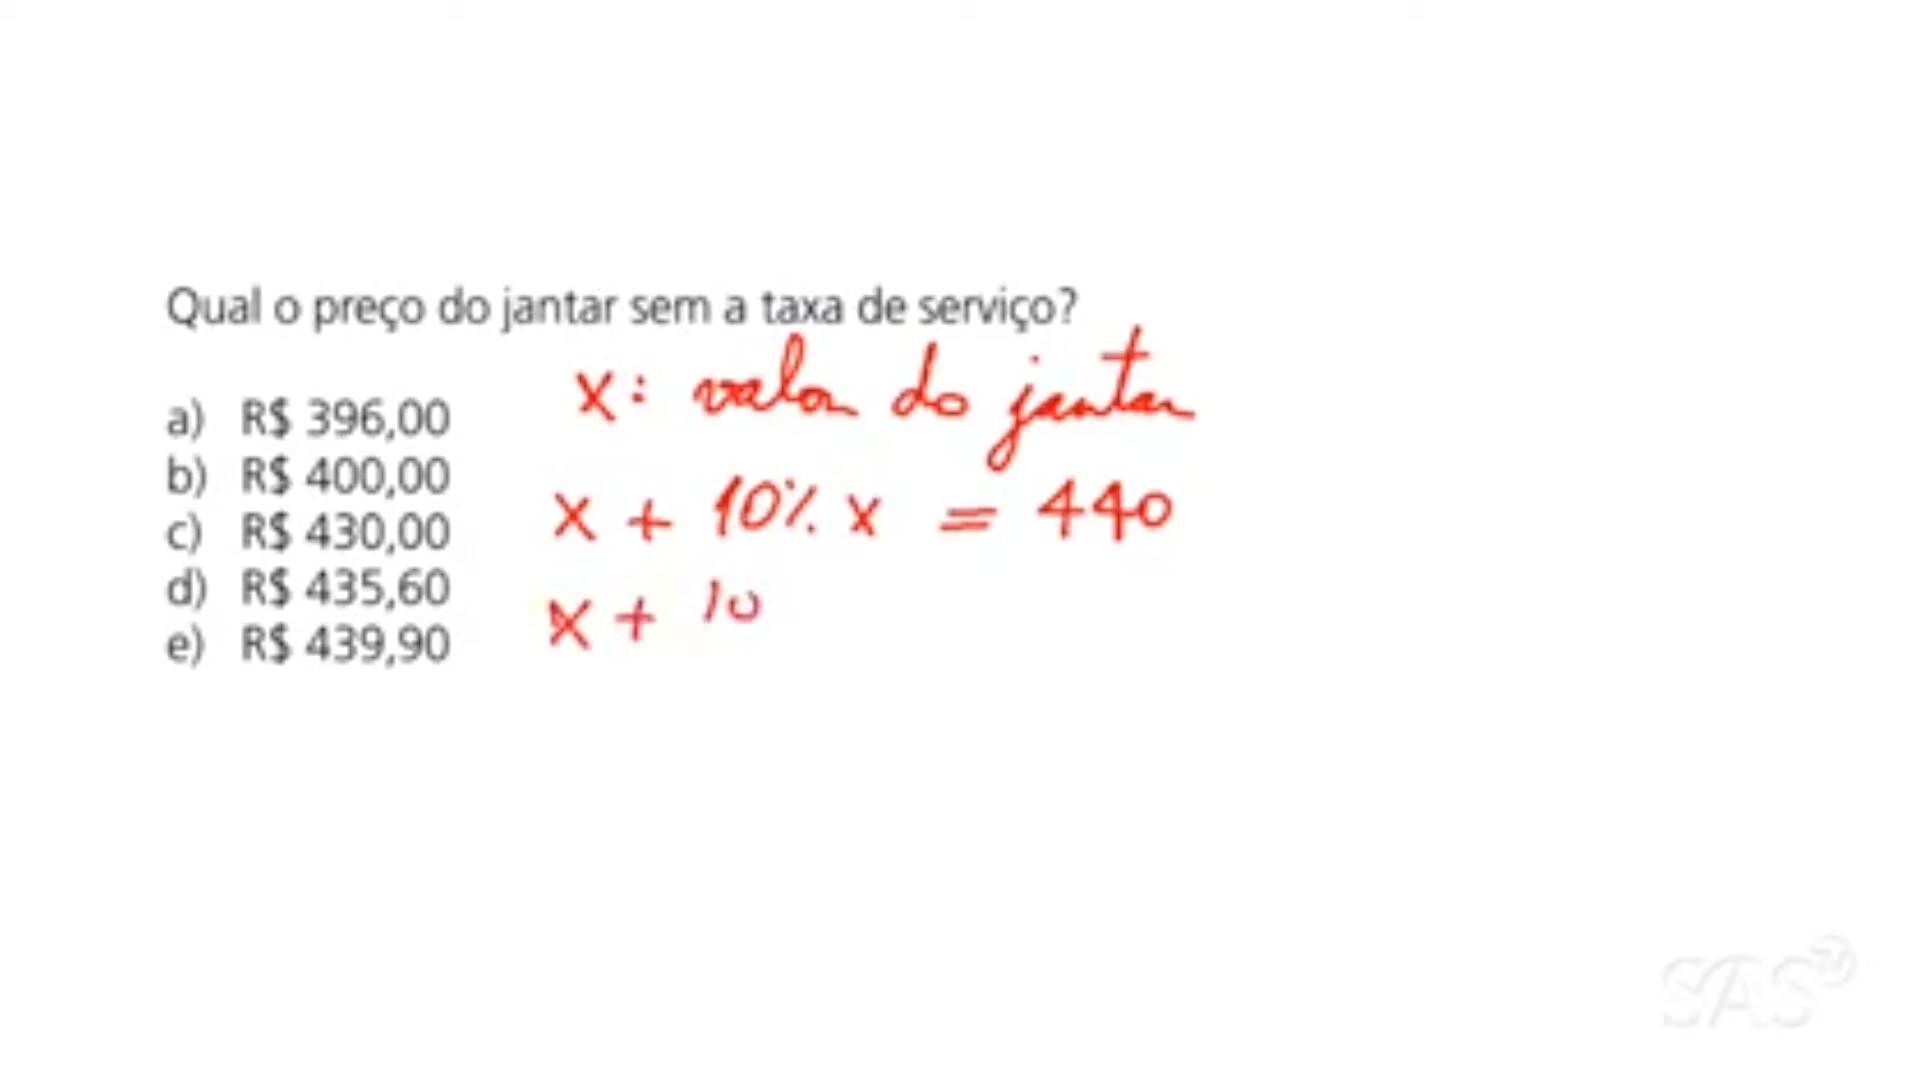 Qual o preço do jantar sem a taxa de serviço?
x: valor do jantar
a) R$ 396,00
b) R$ 400,00
x + 10% x = 440
c) R$ 430,00
d) R$ 435,60
x + 10
e) R$ 439,90
SAS